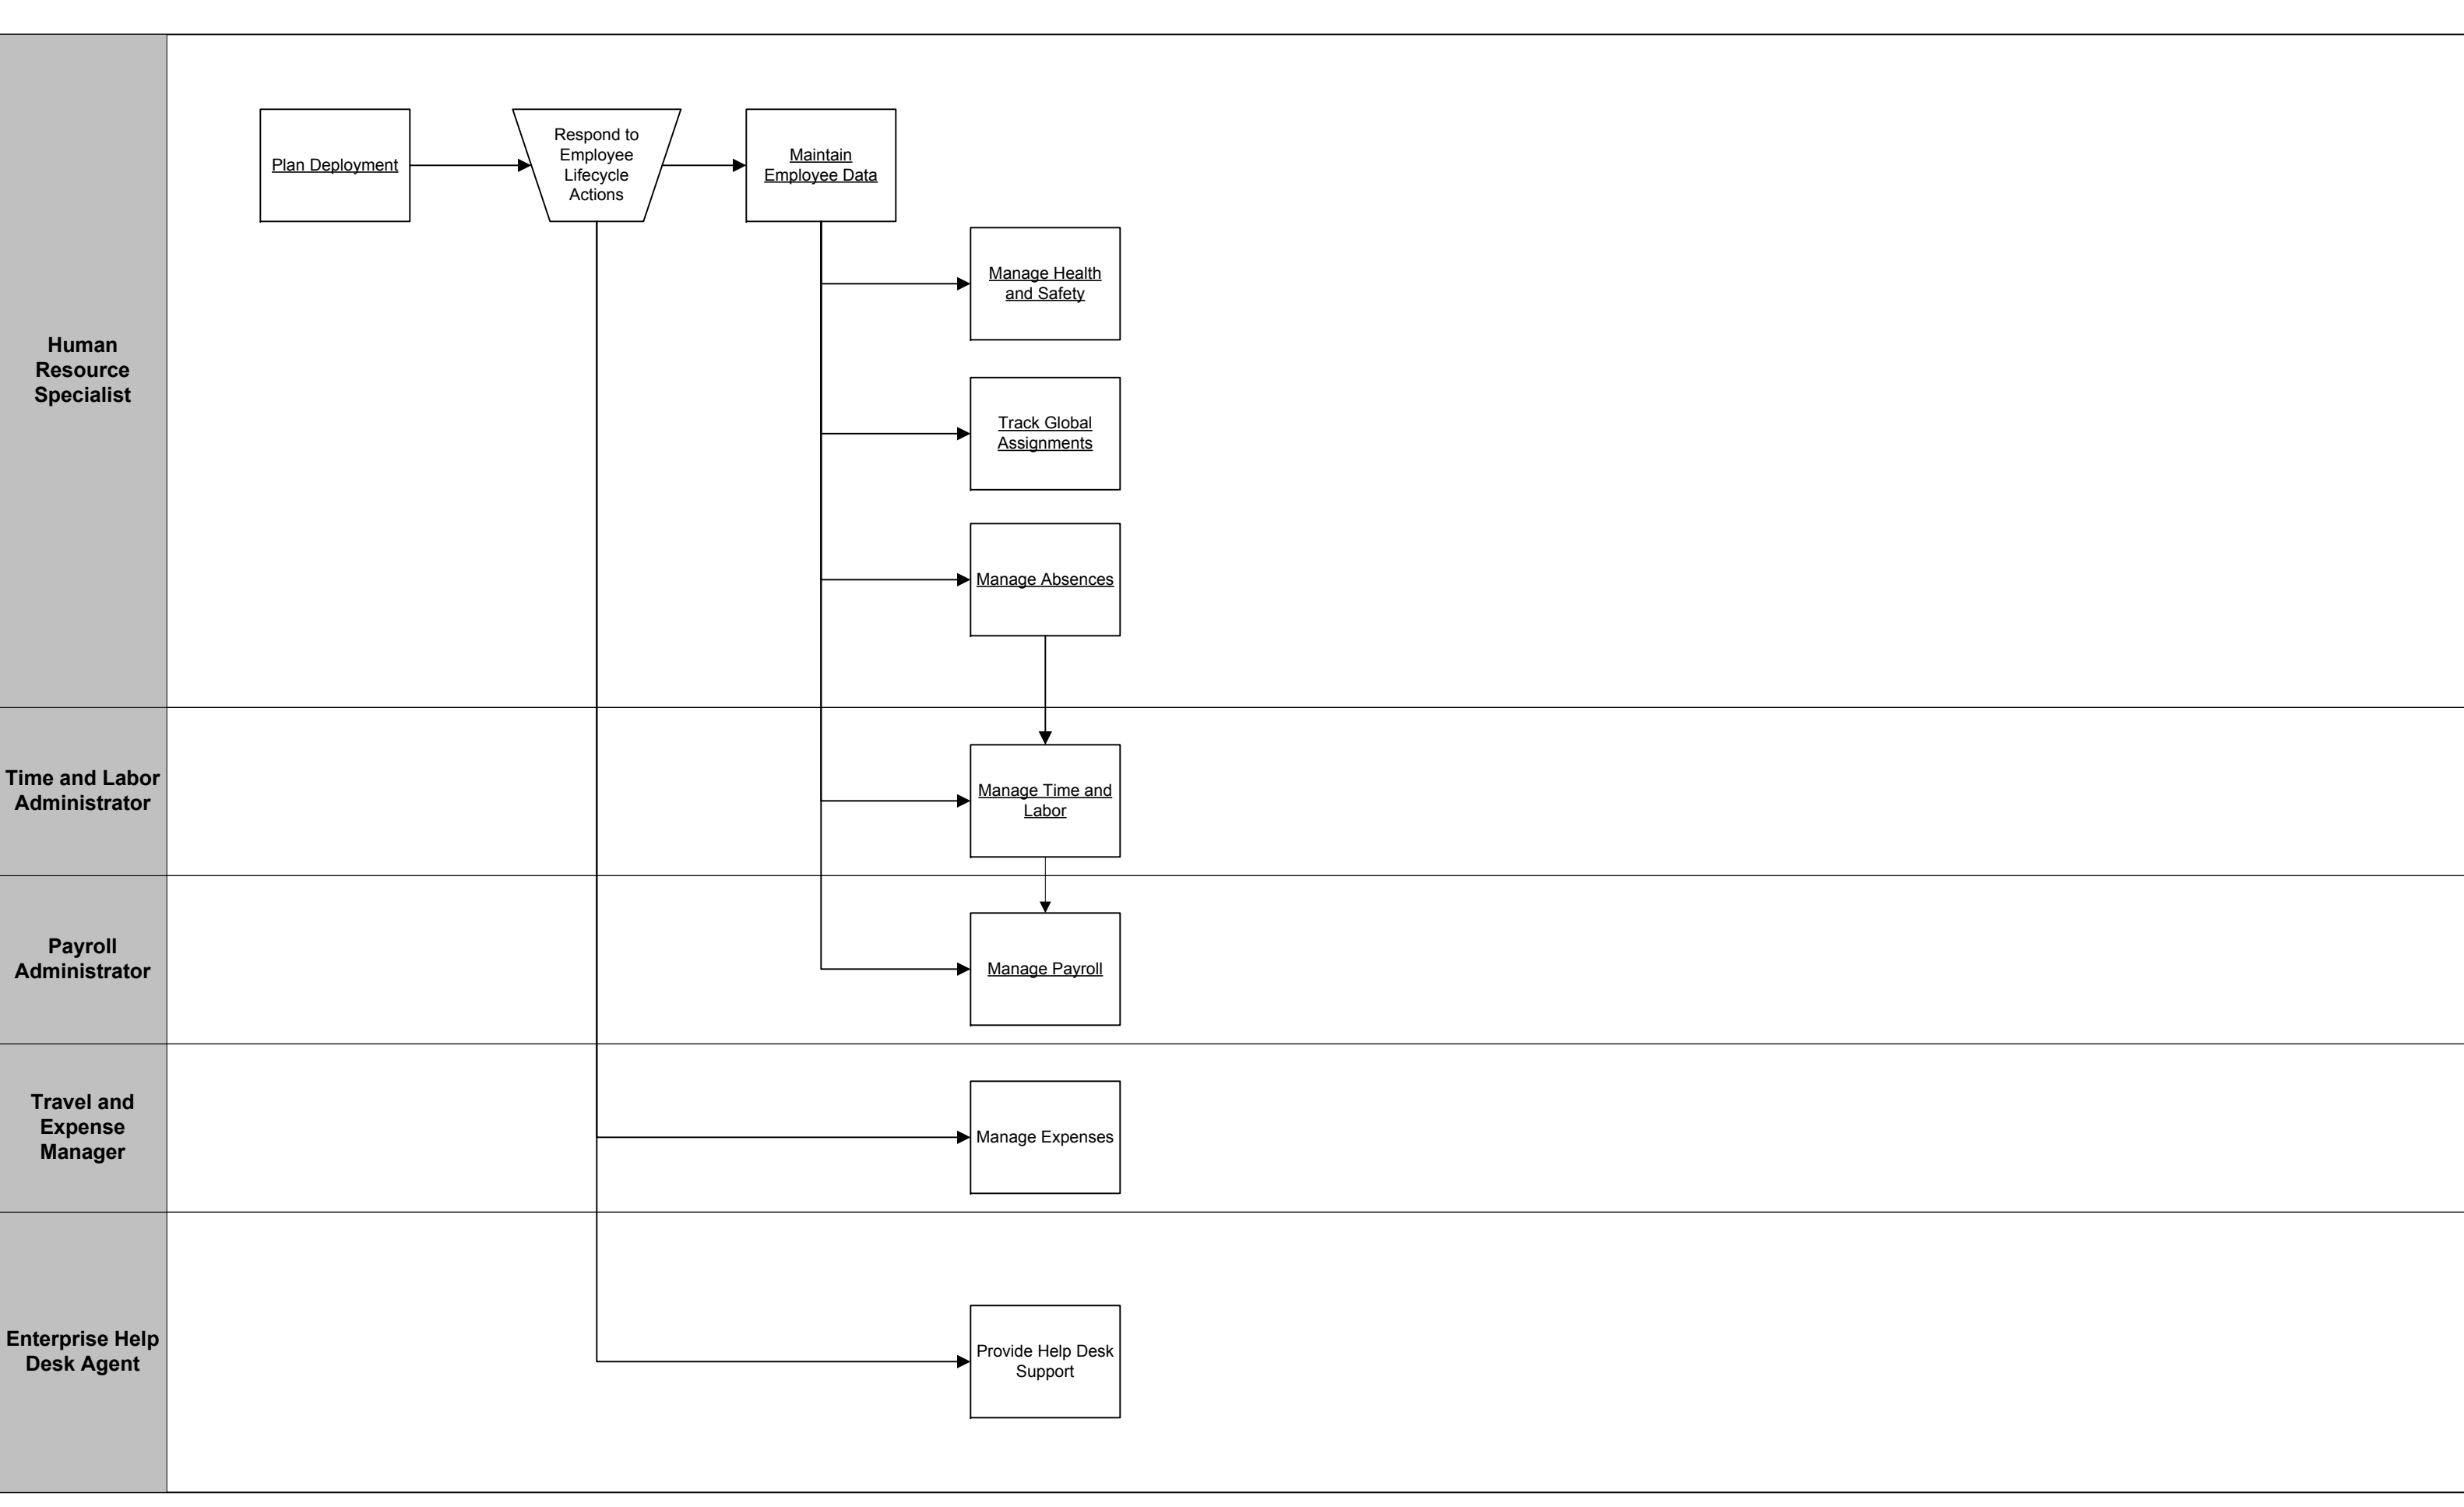 Plan Deployment
Respond to
Employee
Lifecycle
Actions
Maintain
Employee Data
Manage Health
and Safety
Human
Resource
Specialist
Track Global
Assignments
Manage Absences
Time and Labor
Administrator
Manage Time and
Labor
Payroll
Administrator
Manage Payroll
Travel and
Expense
Manager
Manage Expenses
Enterprise Help
Desk Agent
Provide Help Desk
Support